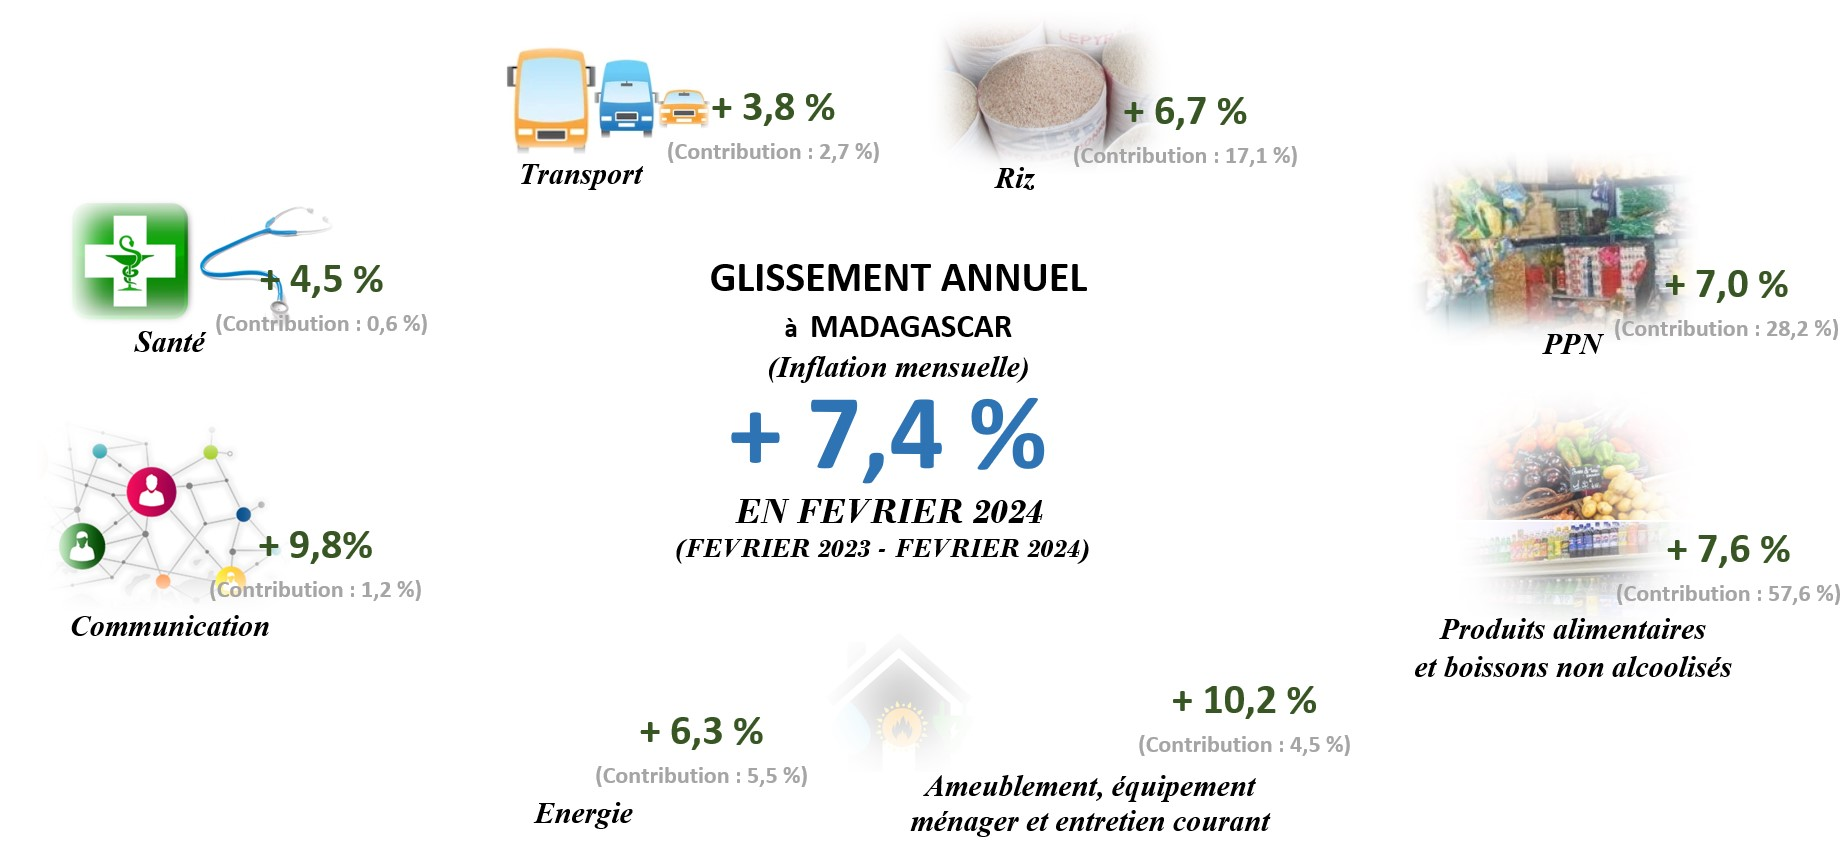 + 3,8 %
(Contribution : 2,7 %)
Transport
+ 6,7 %
(Contribution : 17,1 %)
Riz
+ 4,5 %
(Contribution : 0,6 %)
Santé
GLISSEMENT ANNUEL
à MADAGASCAR
(Inflation mensuelle)
+ 7,4 %
EN FEVRIER 2024
(FEVRIER 2023 - FEVRIER 2024)
+ 7,0 %
(Contribution : 28,2 %)
PPN
+ 9,8%
(Contribution : 1,2 %)
Communication
+ 7,6 %
(Contribution : 57,6 %)
Produits alimentaires
et boissons non alcoolisés
+ 6,3 %
(Contribution : 5,5 %)
Energie
+ 10,2 %
(Contribution : 4,5 %)
Ameublement, équipement
ménager et entretien courant